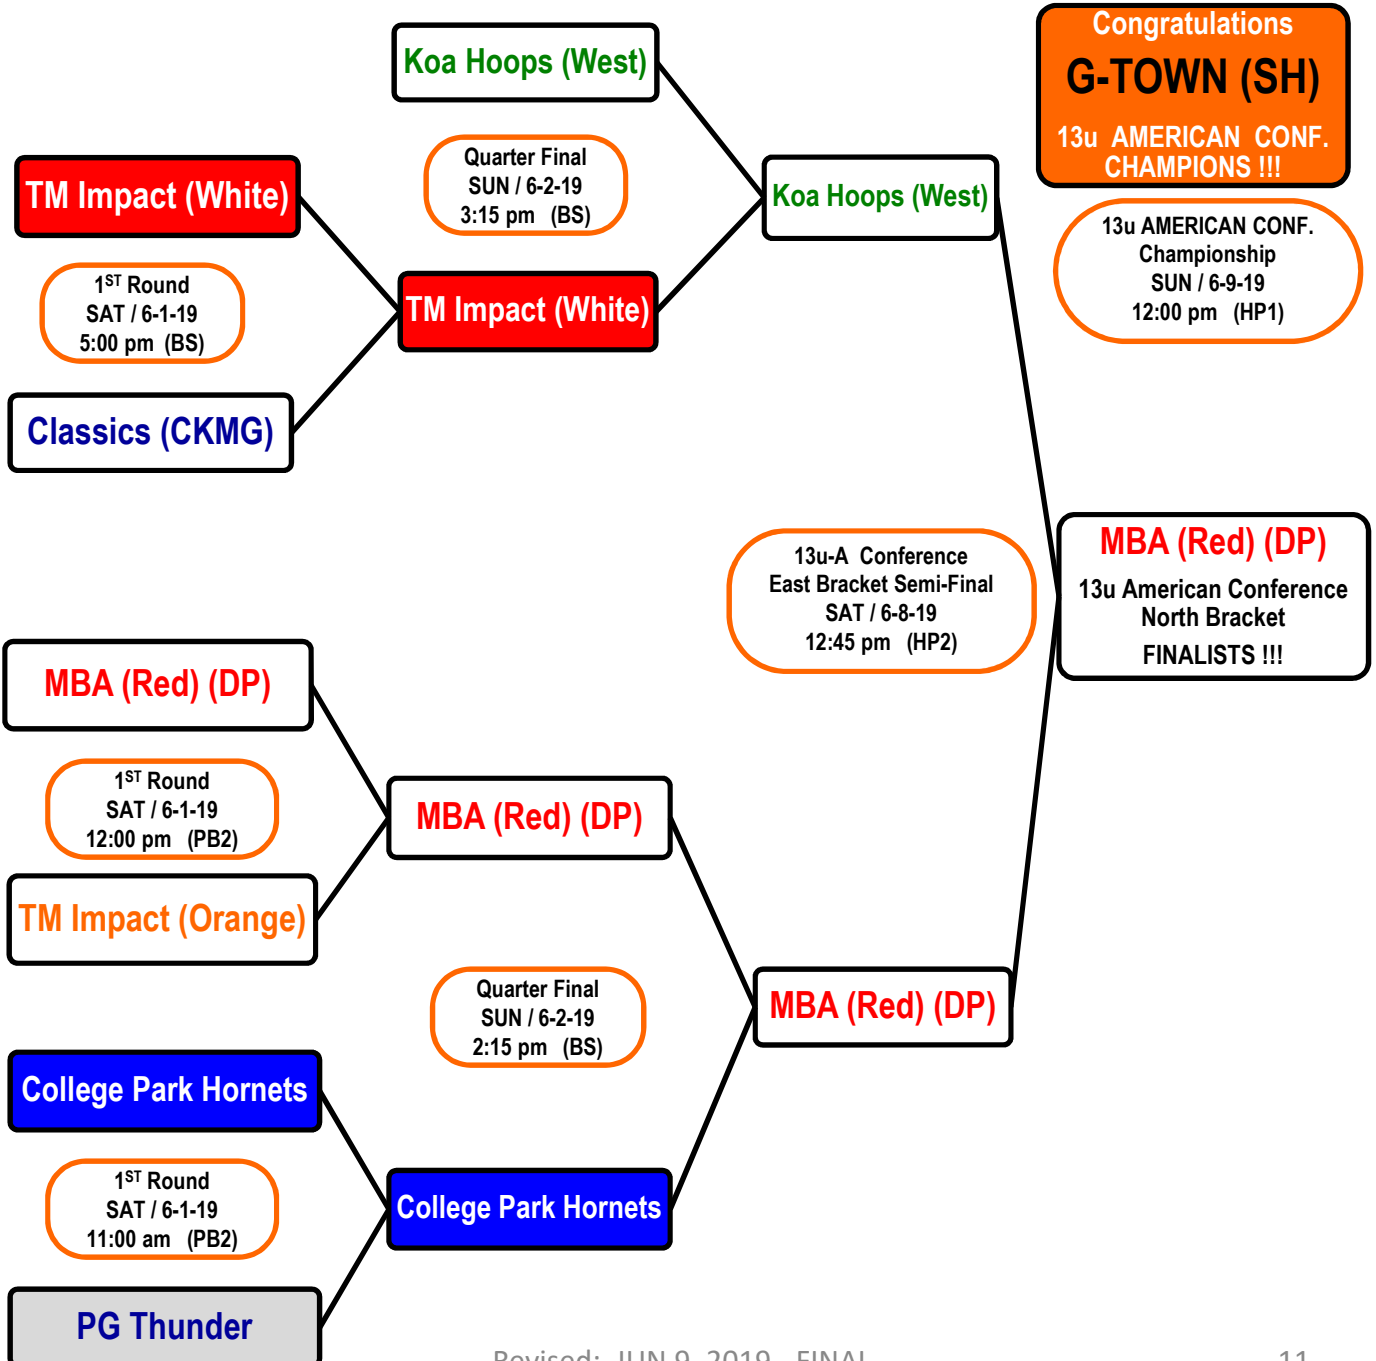 Koa Hoops (West)
Congratulations
G-TOWN (SH)
13u AMERICAN CONF.
CHAMPIONS !!!
TM Impact (White)
Quarter Final
SUN / 6-2-19
3:15 pm (BS)
Koa Hoops (West)
13u AMERICAN CONF.
Championship
SUN / 6-9-19
12:00 pm (HP1)
1ST Round
SAT / 6-1-19
5:00 pm (BS)
TM Impact (White)
Classics (CKMG)
13u-A Conference
East Bracket Semi-Final
SAT / 6-8-19
12:45 pm (HP2)
MBA (Red) (DP)
13u American Conference
North Bracket
FINALISTS !!!
MBA (Red) (DP)
1ST Round
SAT / 6-1-19
12:00 pm (PB2)
MBA (Red) (DP)
TM Impact (Orange)
Quarter Final
SUN / 6-2-19
2:15 pm (BS)
MBA (Red) (DP)
College Park Hornets
1ST Round
SAT / 6-1-19
11:00 am (PB2)
College Park Hornets
PG Thunder
Revised: JUN 9, 2019 FINAL
11